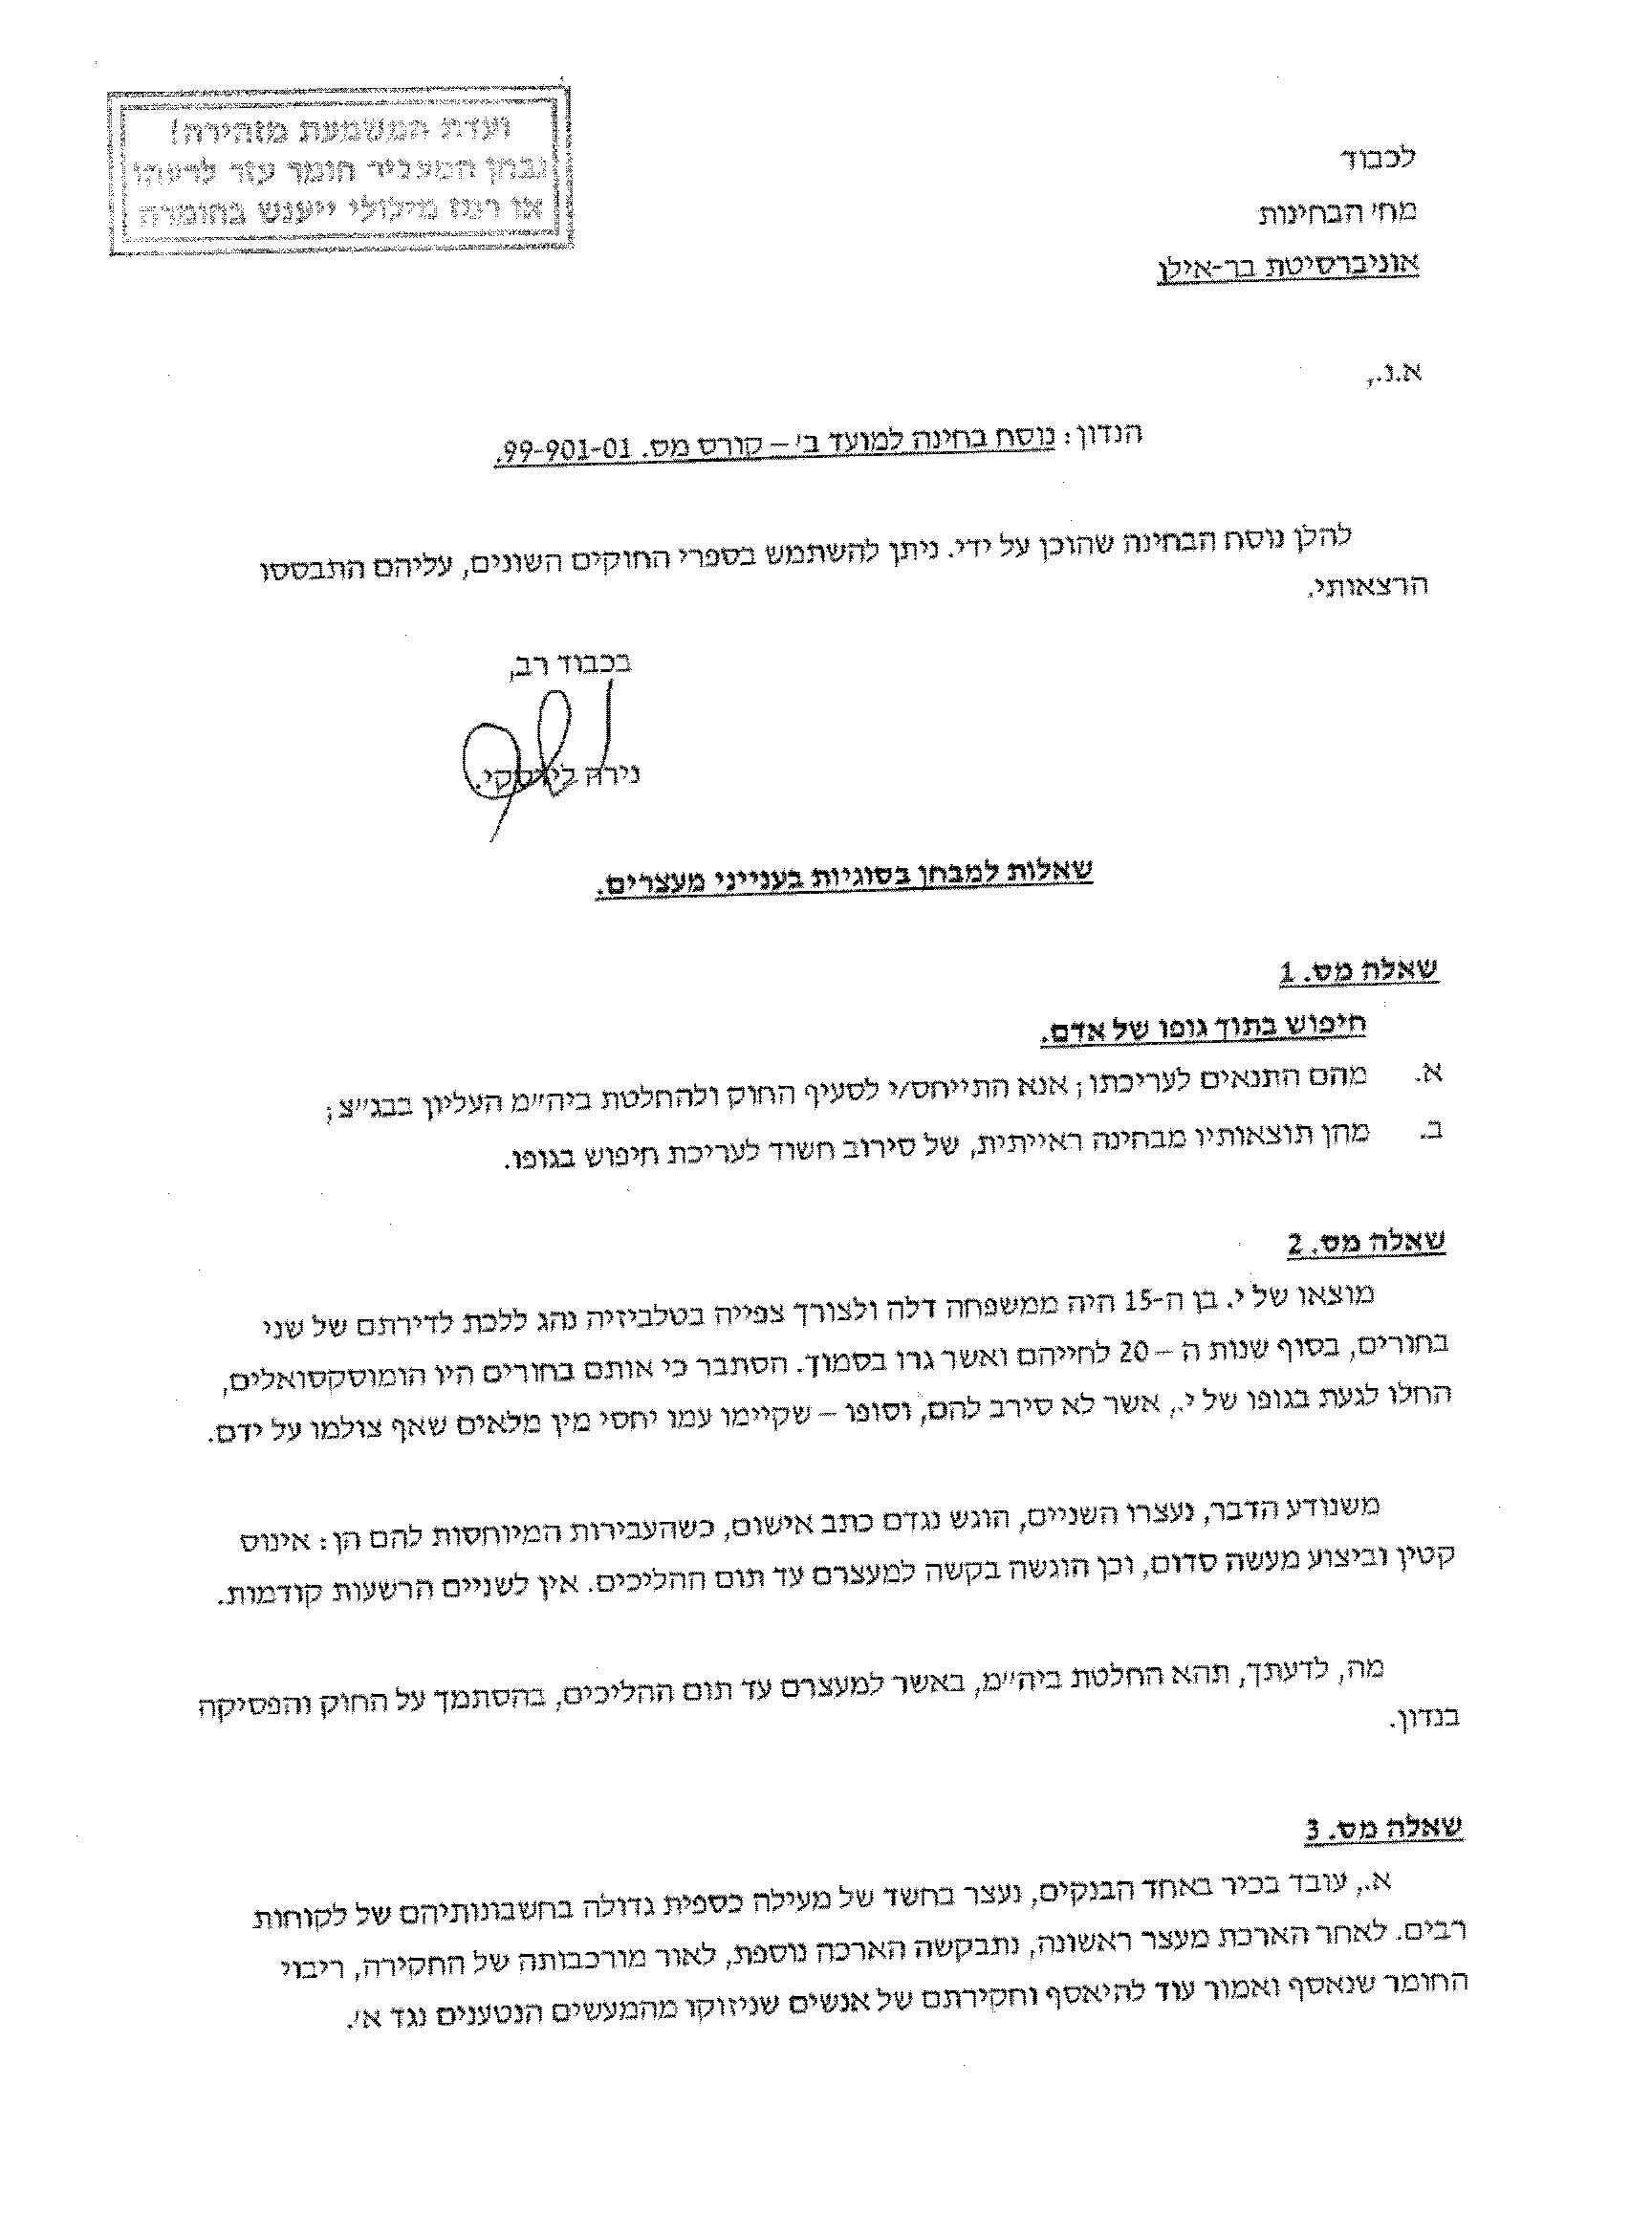 ועדת המשמעת מזהירה!
נבחן המעביר חומר עזר לרעהו
או רמז מילולי ייענש בחומרה
לכבוד
מח' הבחינות
אוניברסיטת בר-אילן
א.נ.,
הנדון: נוסח בחינה למועד ב' – קורס מס. 99-901-01.
להלן נוסח הבחינה שהוכן על ידי. ניתן להשתמש בספרי החוקים השונים, עליהם התבססו
הרצאותי.
בכבוד רב,
נירה
שאלות למבחן בסוגיות בענייני מעצרים.
שאלה מס. 1
חיפוש בתוך גופו של אדם.
א. מהם התנאים לעריכתו; אנא התייחס/י לסעיף החוק ולהחלטת ביה"מ העליון בבג"צ;
ב. מהן תוצאותיו מבחינה ראייתית, של סירוב חשוד לעריכת חיפוש בגופו.
שאלה מס. 2
מוצאו של י. בן ה-15 היה ממשפחה דלה ולצורך צפייה בטלביזיה נהג ללכת לדירתם של שני
בחורים, בסוף שנות ה – 20 לחייהם ואשר גרו בסמוך. הסתבר כי אותם בחורים היו הומוסקסואלים,
החלו לגעת בגופו של י., אשר לא סירב להם, וסופו – שקיימו עמו יחסי מין מלאים שאף צולמו על ידם.
משנודע הדבר, נעצרו השניים, הוגש נגדם כתב אישום, כשהעבירות המיוחסות להם הן: אינוס
קטין וביצוע מעשה סדום, וכן הוגשה בקשה למעצרם עד תום ההליכים. אין לשניים הרשעות קודמות.
מה, לדעתך, תהא החלטת ביה"מ, באשר למעצרם עד תום ההליכים, בהסתמך על החוק והפסיקה
בנדון.
שאלה מס. 3
א., עובד בכיר באחד הבנקים, נעצר בחשד של מעילה כספית גדולה בחשבונותיהם של לקוחות
רבים. לאחר הארכת מעצר ראשונה, נתבקשה הארכה נוספת, לאור מורכבותה של החקירה, ריבוי
החומר שנאסף ואמור עוד להיאסף וחקירתם של אנשים שניזוקו מהמעשים הנטענים נגד א'.